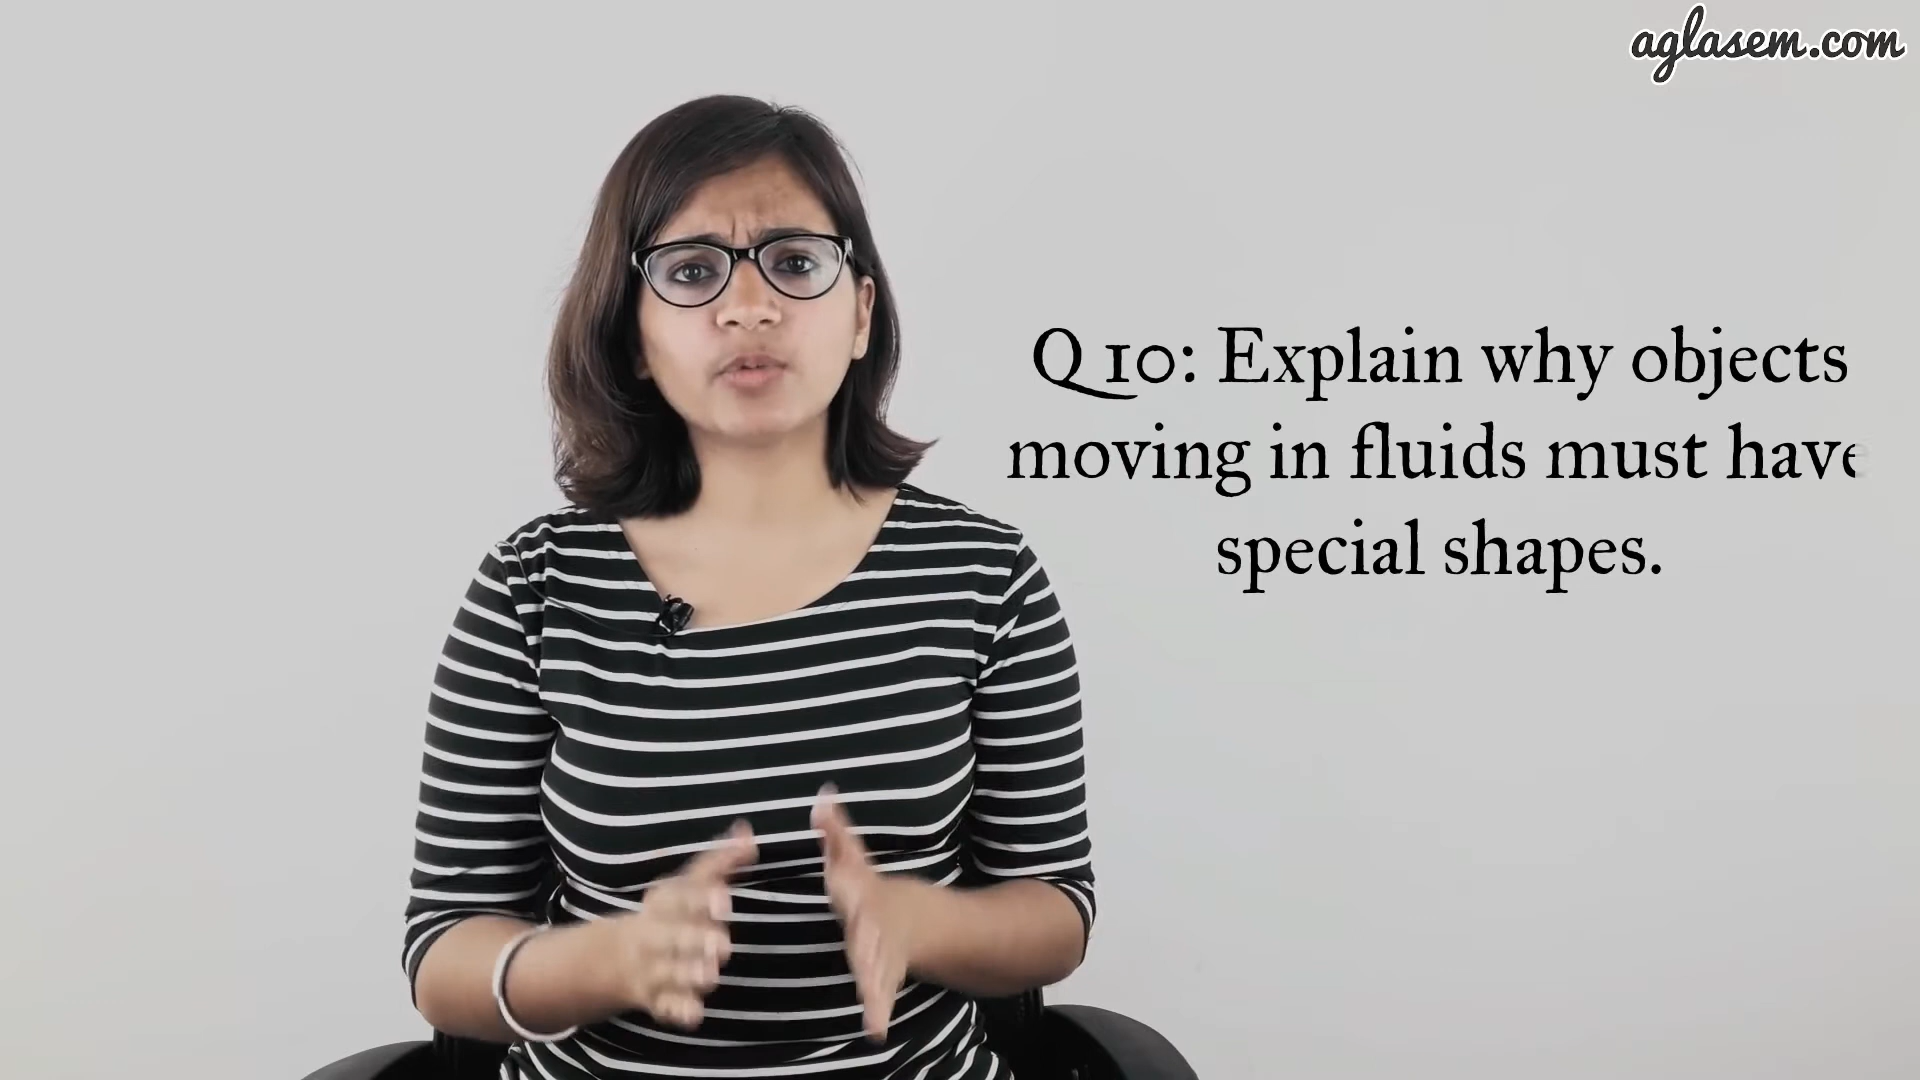 aglasem.com
Q 10: Explain why objects
moving in fluids must have
special shapes.